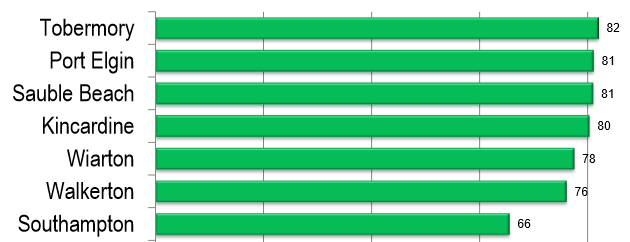 Tobermory 82
Port Elgin 81
Sauble Beach 81
Kincardine 80
Wiarton 78
Walkerton 76
Southampton 66